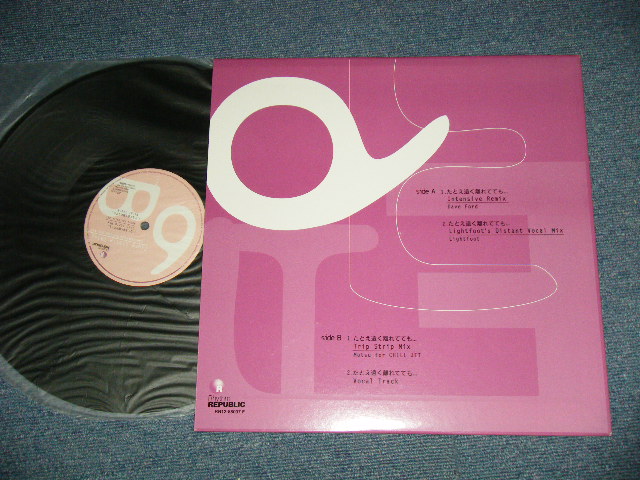 side A 1.たとえ遠く離れてても…
Intensive Remix
Dave Ford
2.たとえ遠く離れてても…
Lightfoot's Distant Vocal Mix
Lightfoot
side B 1.たとえ遠く離れてても…
Trip Strip Mix
Music for CHILL OUT
2.たとえ遠く離れてても…
Vocal Track
Rhythm
REPUBLIC